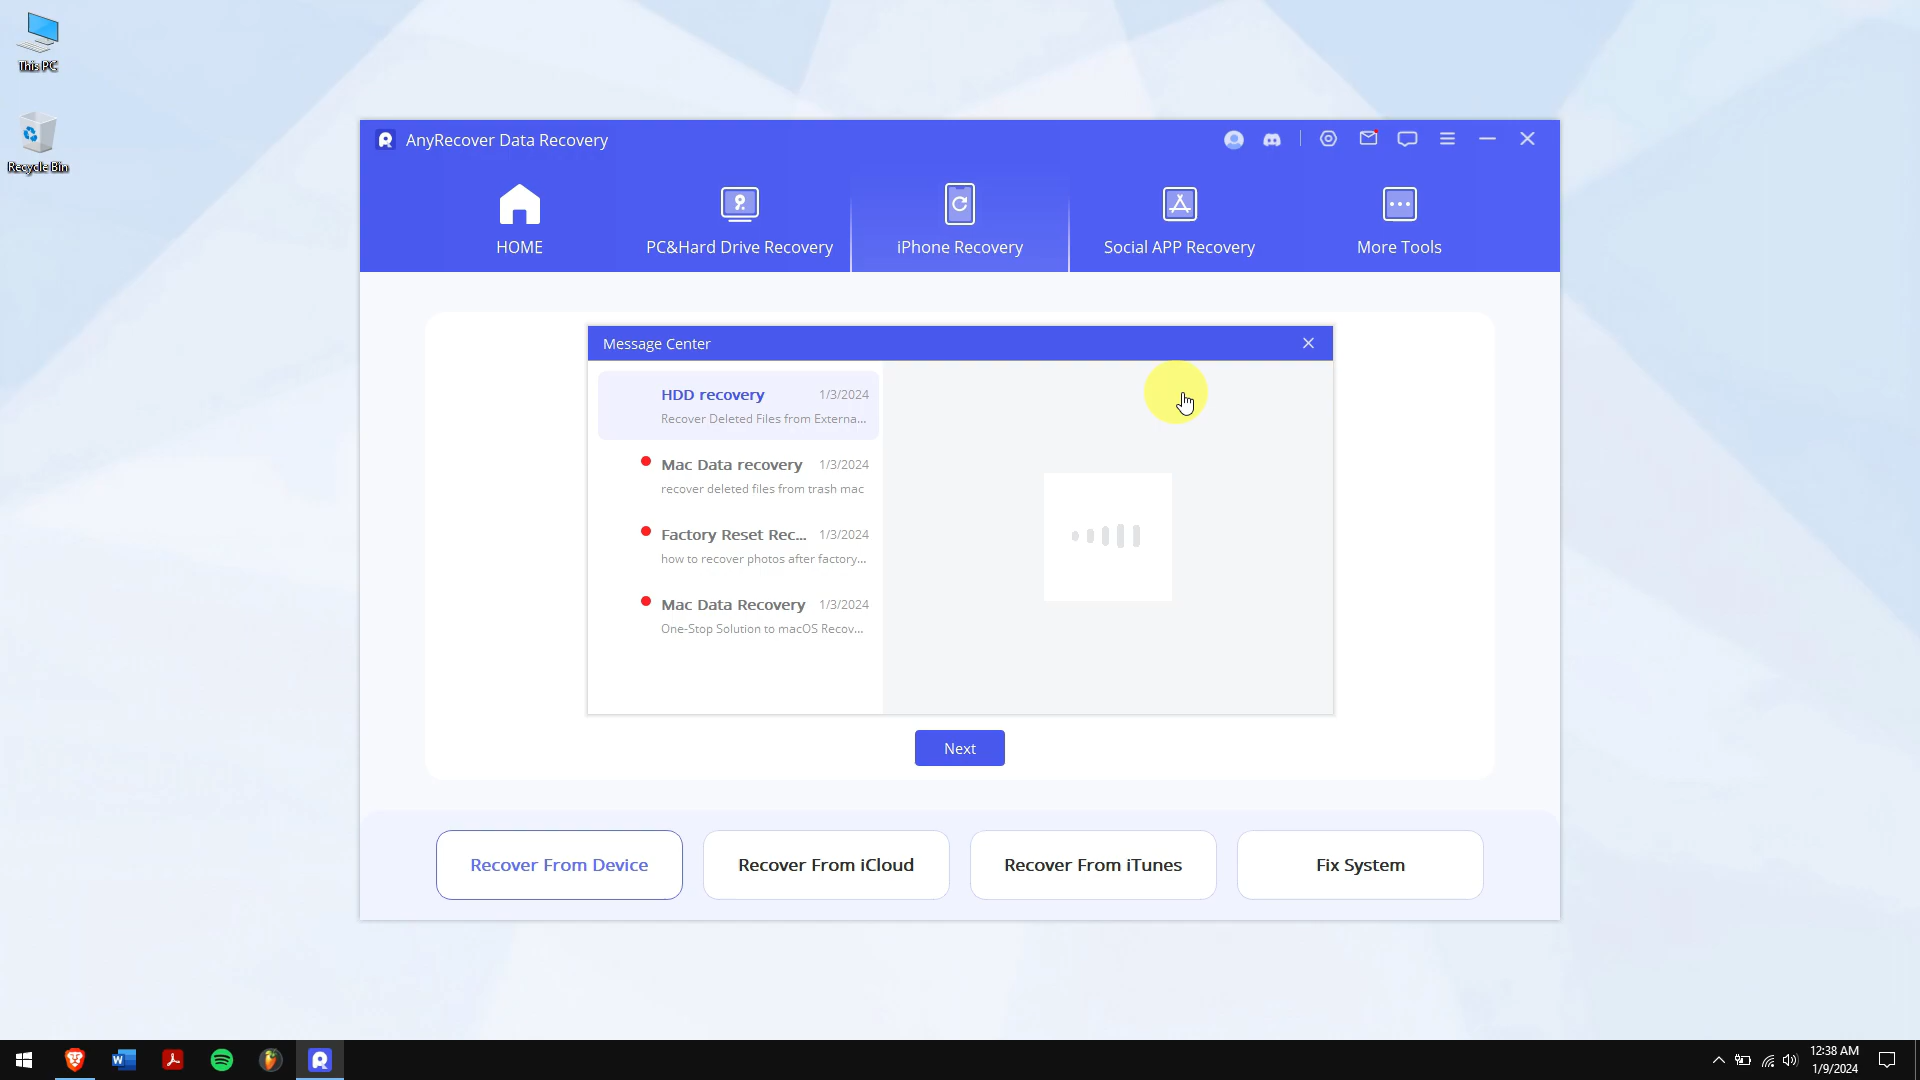 This PC
Recycle Bin
AnyRecover Data Recovery
HOME
PC&Hard Drive Recovery
iPhone Recovery
Social APP Recovery
More Tools
Message Center
HDD recovery 1/3/2024
Recover Deleted Files from Externa...
Mac Data recovery 1/3/2024
recover deleted files from trash mac
Factory Reset Rec... 1/3/2024
how to recover photos after factory...
Mac Data Recovery 1/3/2024
One-Stop Solution to macOS Recov...
Next
Recover From Device
Recover From iCloud
Recover From iTunes
Fix System
12:38 AM
1/9/2024